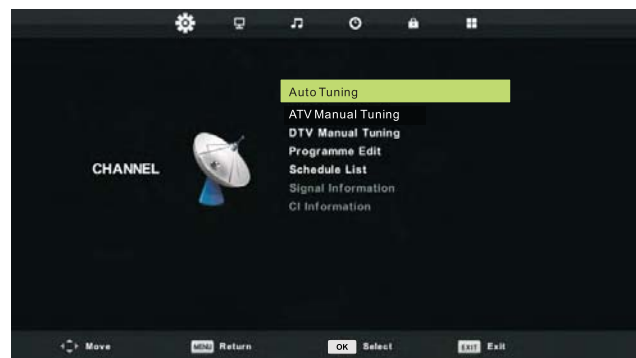 Auto Tuning
ATV Manual Tuning
DTV Manual Tuning
Programme Edit
CHANNEL
Schedule List
Signal Information
CI Information
Move
MENU Return
OK Select
EXIT Exit